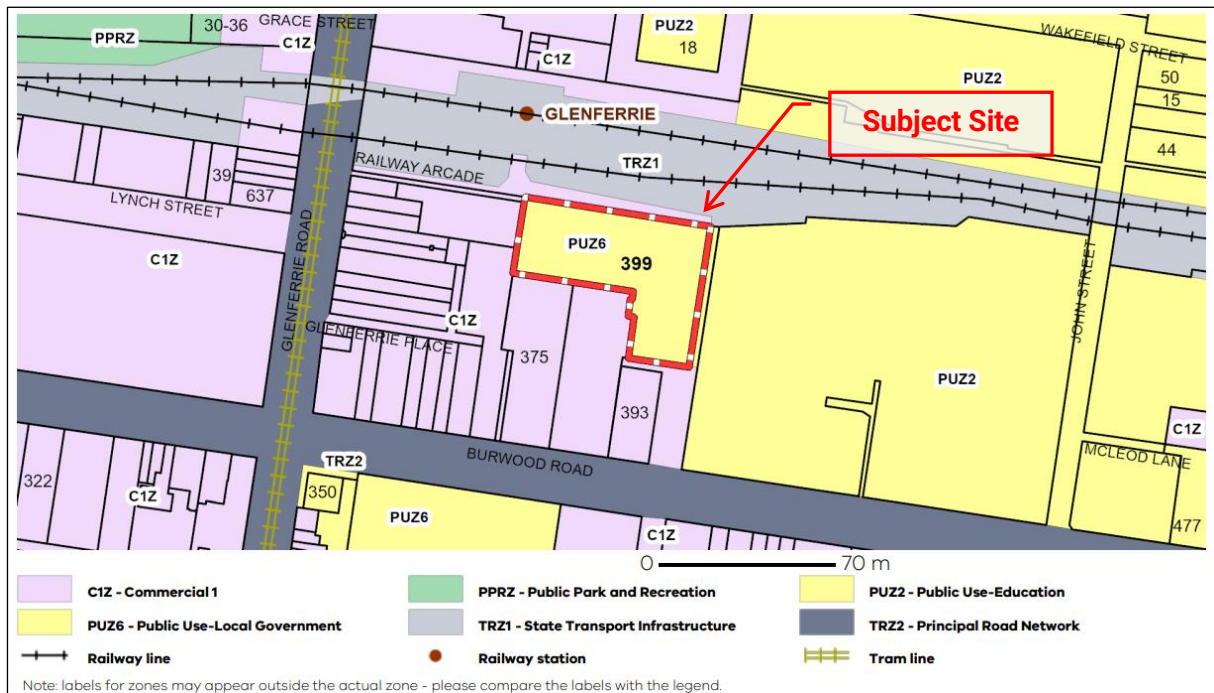 GRACE STREET
30-36
PPRZ
C1Z
PUZ2
18
C1Z
WAKEFIELD STREET
PUZ2
50
15
44
GLENFERRIE
Subject Site
TRZ1
RAILWAY ARCADE
39
637
LYNCH STREET
C1Z
GLENFERRIE ROAD
PUZ6
399
C1Z
GLENFERRIE PLACE
375
393
PUZ2
JOHN STREET
C1Z
MCLEOD LANE
BURWOOD ROAD
TRZ2
322
C1Z
350
PUZ6
C1Z
477
0 70 m
C1Z - Commercial 1
PPRZ - Public Park and Recreation
PUZ2 - Public Use-Education
PUZ6 - Public Use-Local Government
TRZ1 - State Transport Infrastructure
TRZ2 - Principal Road Network
Railway line
Railway station
Tram line
Note: labels for zones may appear outside the actual zone - please compare the labels with the legend.